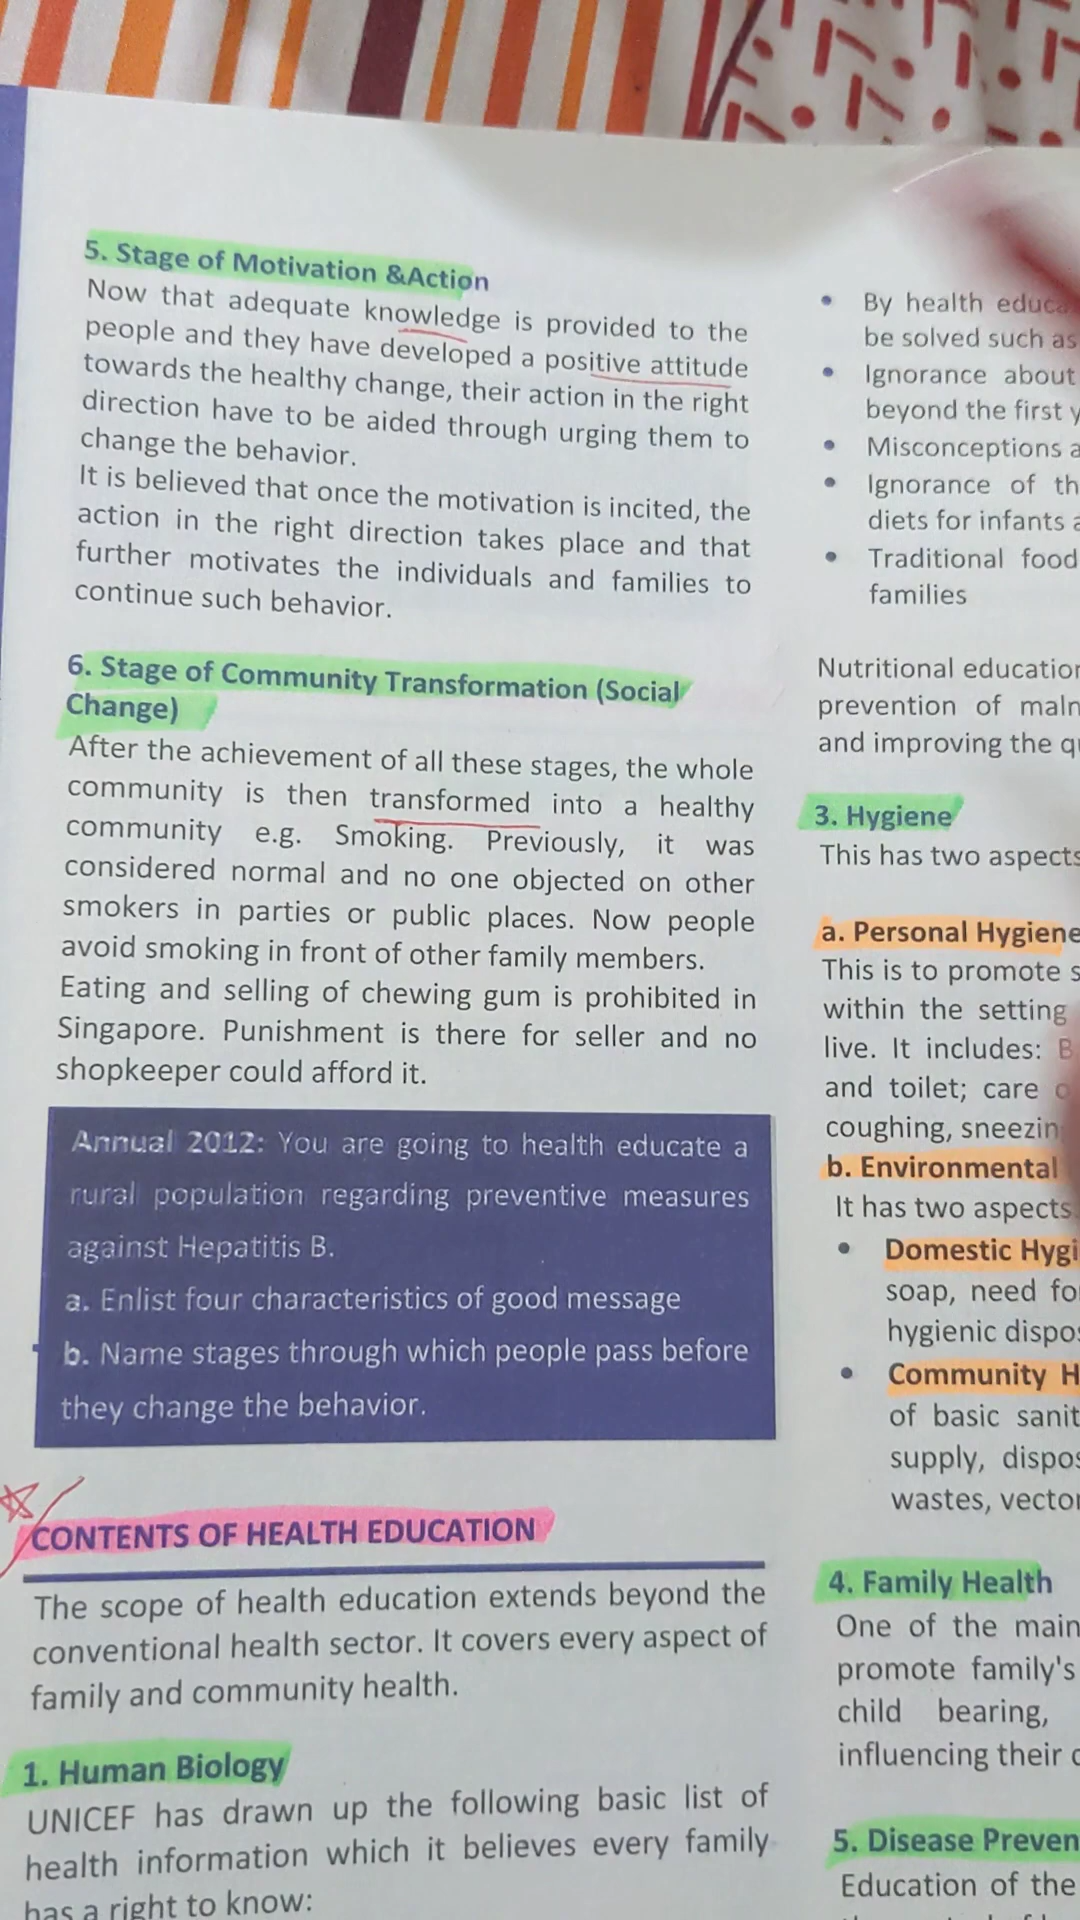 5. Stage of Motivation &Action
Now that adequate knowledge is provided to the
people and they have developed a positive attitude
towards the healthy change, their action in the right
direction have to be aided through urging them to
change the behavior.
It is believed that once the motivation is incited, the
action in the right direction takes place and that
further motivates the individuals and families to
continue such behavior.
6. Stage of Community Transformation (Social
Change)
After the achievement of all these stages, the whole
community is then transformed into a healthy
community e.g. Smoking. Previously, it was
considered normal and no one objected on other
smokers in parties or public places. Now people
avoid smoking in front of other family members.
Eating and selling of chewing gum is prohibited in
Singapore. Punishment is there for seller and no
shopkeeper could afford it.
Annual 2012: You are going to health educate a
rural population regarding preventive measures
against Hepatitis B.
a. Enlist four characteristics of good message
b. Name stages through which people pass before
they change the behavior.
CONTENTS OF HEALTH EDUCATION
The scope of health education extends beyond the
conventional health sector. It covers every aspect of
family and community health.
1. Human Biology
UNICEF has drawn up the following basic list of
health information which it believes every family
has a right to know:
• By health
be solved such as
• Ignorance about
beyond the first
• Misconceptions
• Ignorance of
diets for infants
• Traditional food
families
Nutritional education
prevention of
and improving the
3. Hygiene
This has two aspects
a. Personal Hygiene
This is to promote
within the setting
live. It includes:
and toilet; care
coughing,
b. Environmental
It has two aspects
• Domestic
soap, need
hygienic
• Community
of basic
supply,
wastes,
4. Family Health
One of the main
promote family's
child bearing,
influencing their
5. Disease
Education of the